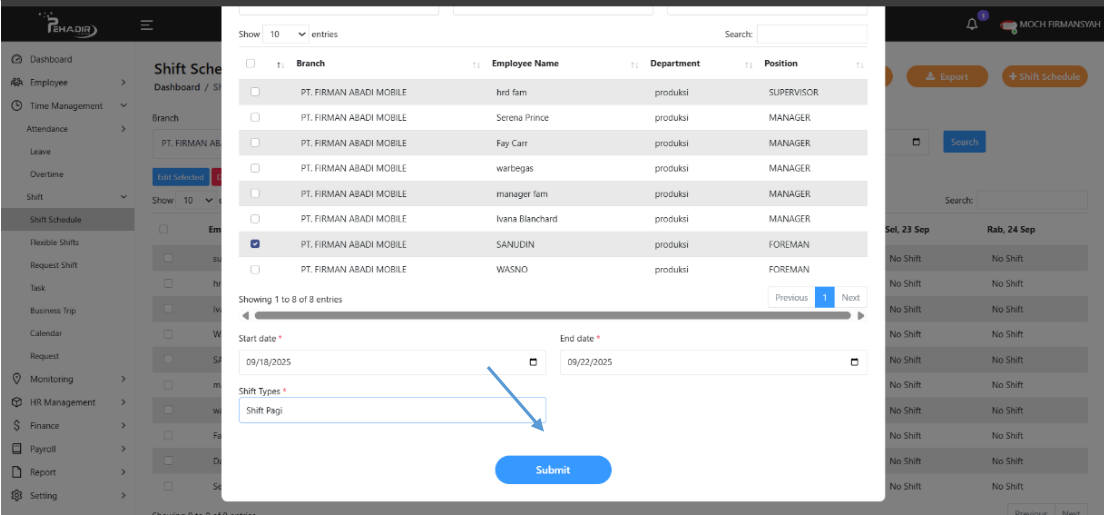 EHADIR
1
MOCH FIRMANSYAH
Dashboard
Employee
Time Management
Attendance
Leave
Overtime
Shift
Shift Schedule
Flexible Shifts
Request Shift
Task
Business Trip
Calendar
Request
Monitoring
HR Management
Finance
Payroll
Report
Setting
Shift Sche
Dashboard /
Export
+ Shift Schedule
Branch
PT. FIRMAN AB
Search
Edit Selected
Show 10
Search:
Em
Sel, 23 Sep
Rab, 24 Sep
No Shift No Shift
No Shift No Shift
No Shift No Shift
No Shift No Shift
No Shift No Shift
No Shift No Shift
No Shift No Shift
No Shift No Shift
No Shift No Shift
No Shift No Shift
Previous Next
Show 10 entries
Search:
Branch Employee Name Department Position
PT. FIRMAN ABADI MOBILE hrd fam produksi SUPERVISOR
PT. FIRMAN ABADI MOBILE Serena Prince produksi MANAGER
PT. FIRMAN ABADI MOBILE Fay Carr produksi MANAGER
PT. FIRMAN ABADI MOBILE warbegas produksi MANAGER
PT. FIRMAN ABADI MOBILE manager fam produksi MANAGER
PT. FIRMAN ABADI MOBILE Ivana Blanchard produksi MANAGER
PT. FIRMAN ABADI MOBILE SANUDIN produksi FOREMAN
PT. FIRMAN ABADI MOBILE WASNO produksi FOREMAN
Showing 1 to 8 of 8 entries
Previous 1 Next
Start date *
End date *
09/18/2025
09/22/2025
Shift Types *
Shift Pagi
Submit